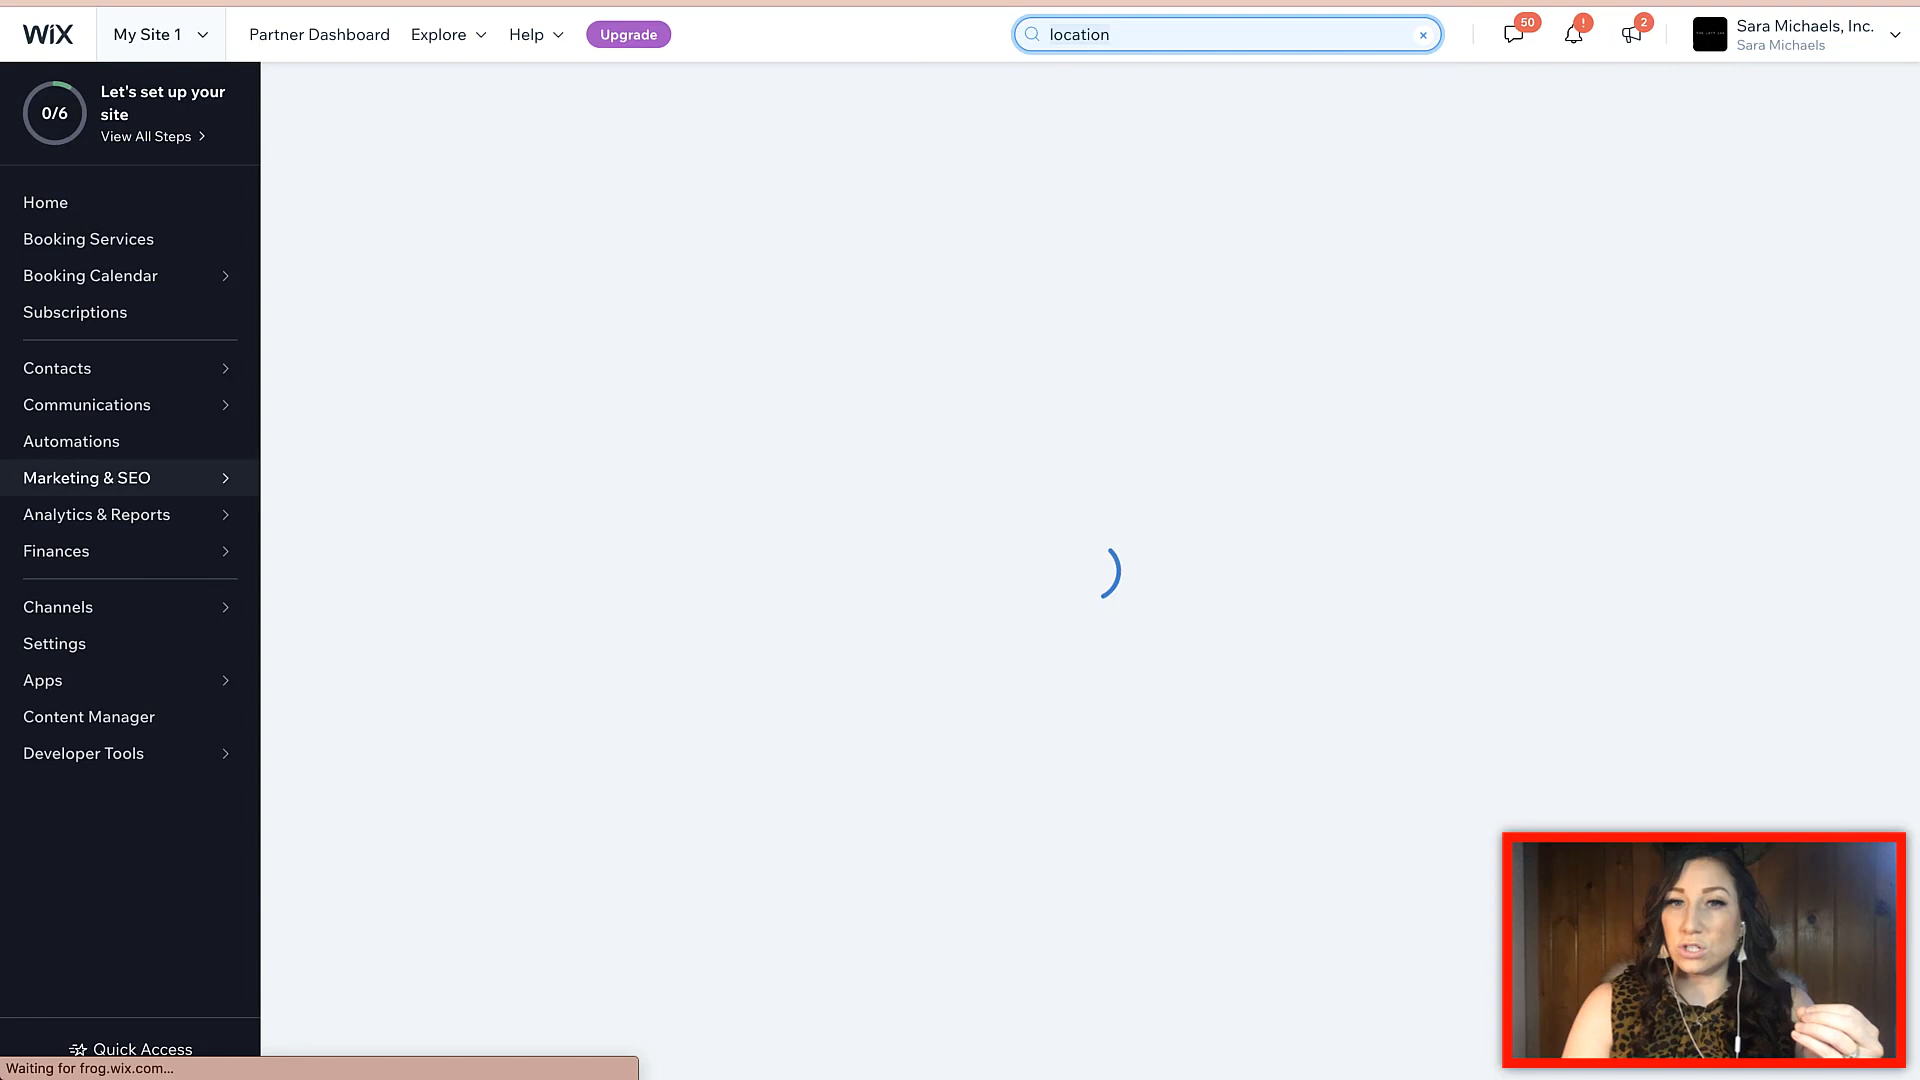 WiX
My Site 1
Partner Dashboard
Explore
Help
Upgrade
location
×
50
!
2
Sara Michaels, Inc.
Sara Michaels
0/6
Let's set up your
site
View All Steps
Home
Booking Services
Booking Calendar
Subscriptions
Contacts
Communications
Automations
Marketing & SEO
Analytics & Reports
Finances
Channels
Settings
Apps
Content Manager
Developer Tools
Quick Access
Waiting for frog.wix.com...